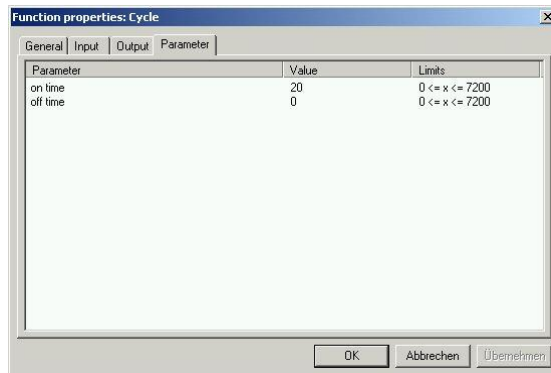 Function properties: Cycle
General Input Output Parameter
Parameter Value Limits
on time 20 0 <= x <= 7200
off time 0 0 <= x <= 7200
OK Abbrechen Übernehmen